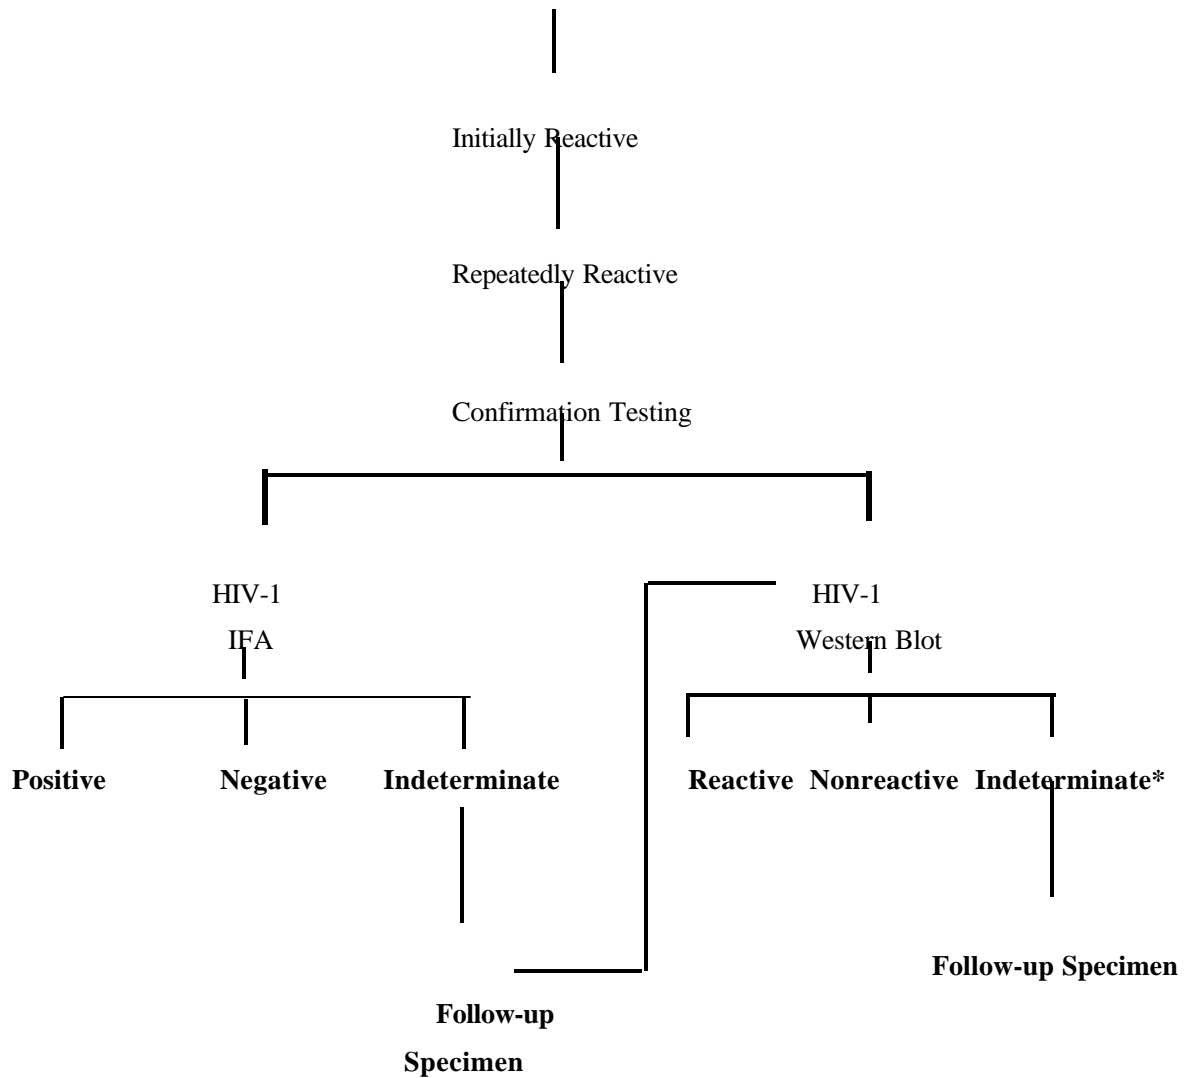 Initially Reactive
Repeatedly Reactive
Confirmation Testing
HIV-1
IFA
HIV-1
Western Blot
Positive Negative Indeterminate
Reactive Nonreactive Indeterminate*
Follow-up
Specimen
Follow-up Specimen